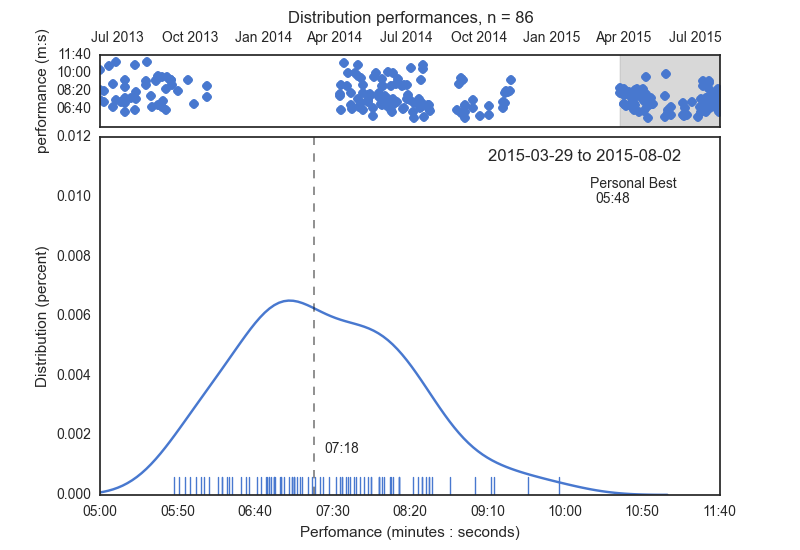 Distribution performances, n = 86
Jul 2013 Oct 2013 Jan 2014 Apr 2014 Jul 2014 Oct 2014 Jan 2015 Apr 2015 Jul 2015
performance (m:s)
11:40
10:00
08:20
06:40
0.012
2015-03-29 to 2015-08-02
Personal Best
05:48
0.010
0.008
Distribution (percent)
0.006
0.004
0.002
07:18
0.000
05:00 05:50 06:40 07:30 08:20 09:10 10:00 10:50 11:40
Perfomance (minutes : seconds)